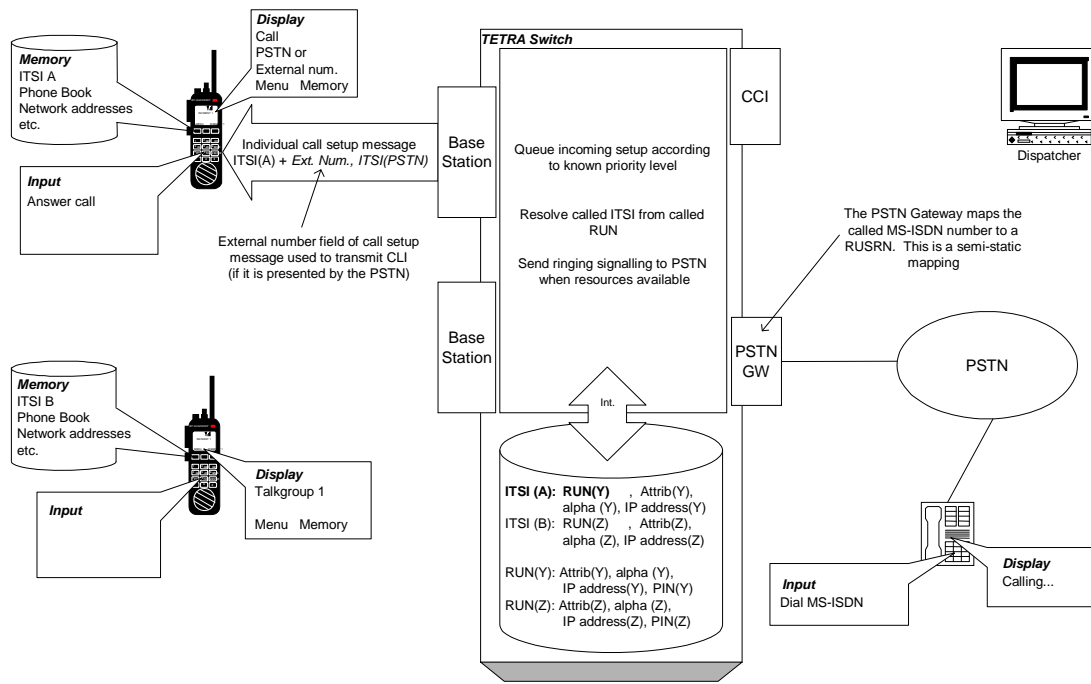 Memory
ITSI A
Phone Book
Network addresses
etc.
Display
Call
PSTN or
External num.
Menu Memory
Input
Answer call
Individual call setup message
ITSI(A) + Ext. Num., ITSI(PSTN)
External number field of call setup
message used to transmit CLI
(if it is presented by the PSTN)
TETRA Switch
Base
Station
Base
Station
CCI
Queue incoming setup according
to known priority level
Resolve called ITSI from called
RUN
Send ringing signalling to PSTN
when resources available
PSTN
GW
Int.
Dispatcher
The PSTN Gateway maps the
called MS-ISDN number to a
RUSRN. This is a semi-static
mapping
PSTN
Memory
ITSI B
Phone Book
Network addresses
etc.
Input
Display
Talkgroup 1
Menu Memory
ITSI (A): RUN(Y) , Attrib(Y),
alpha (Y), IP address(Y)
ITSI (B): RUN(Z) , Attrib(Z),
alpha (Z), IP address(Z)
RUN(Y): Attrib(Y), alpha (Y),
IP address(Y), PIN(Y)
RUN(Z): Attrib(Z), alpha (Z),
IP address(Z), PIN(Z)
Input
Dial MS-ISDN
Display
Calling...